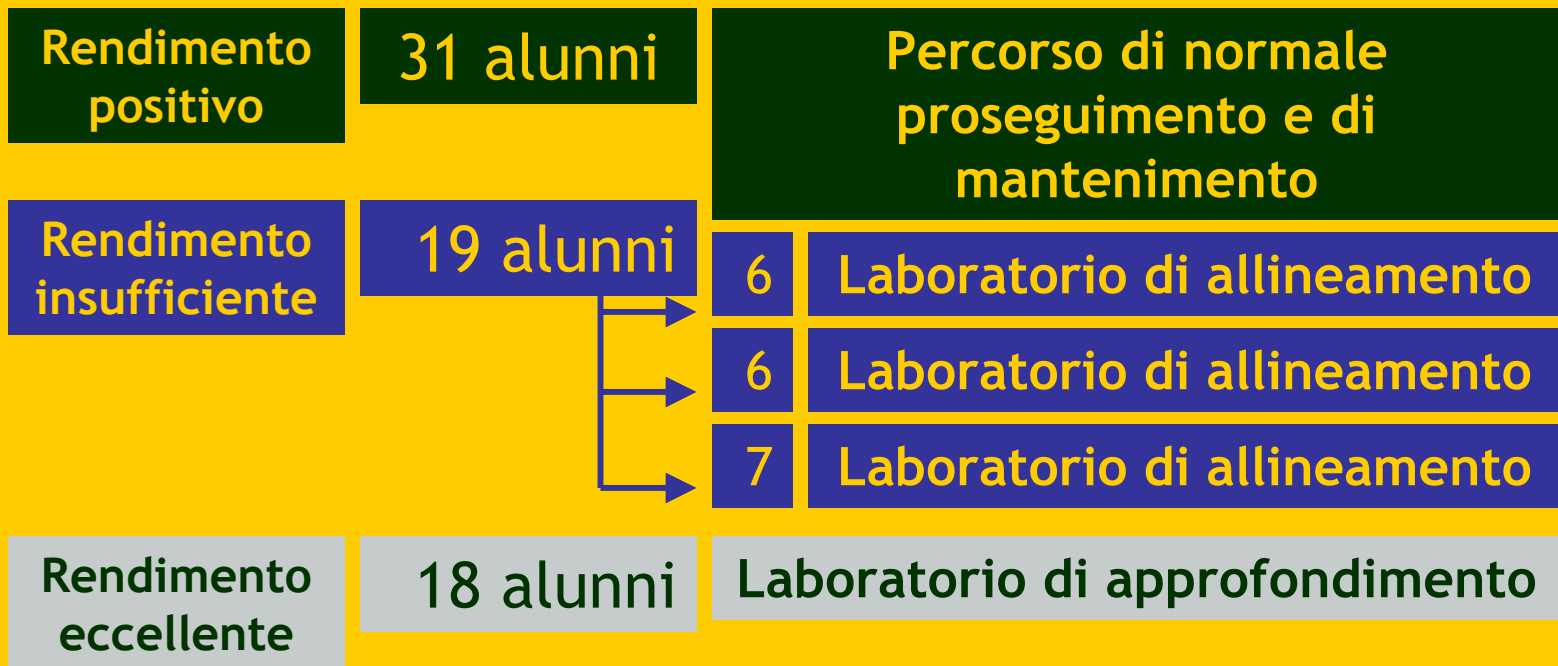 Rendimento
positivo
31 alunni
Percorso di normale
proseguimento e di
mantenimento
Rendimento
insufficiente
19 alunni
6
Laboratorio di allineamento
6
Laboratorio di allineamento
7
Laboratorio di allineamento
Rendimento
eccellente
18 alunni
Laboratorio di approfondimento